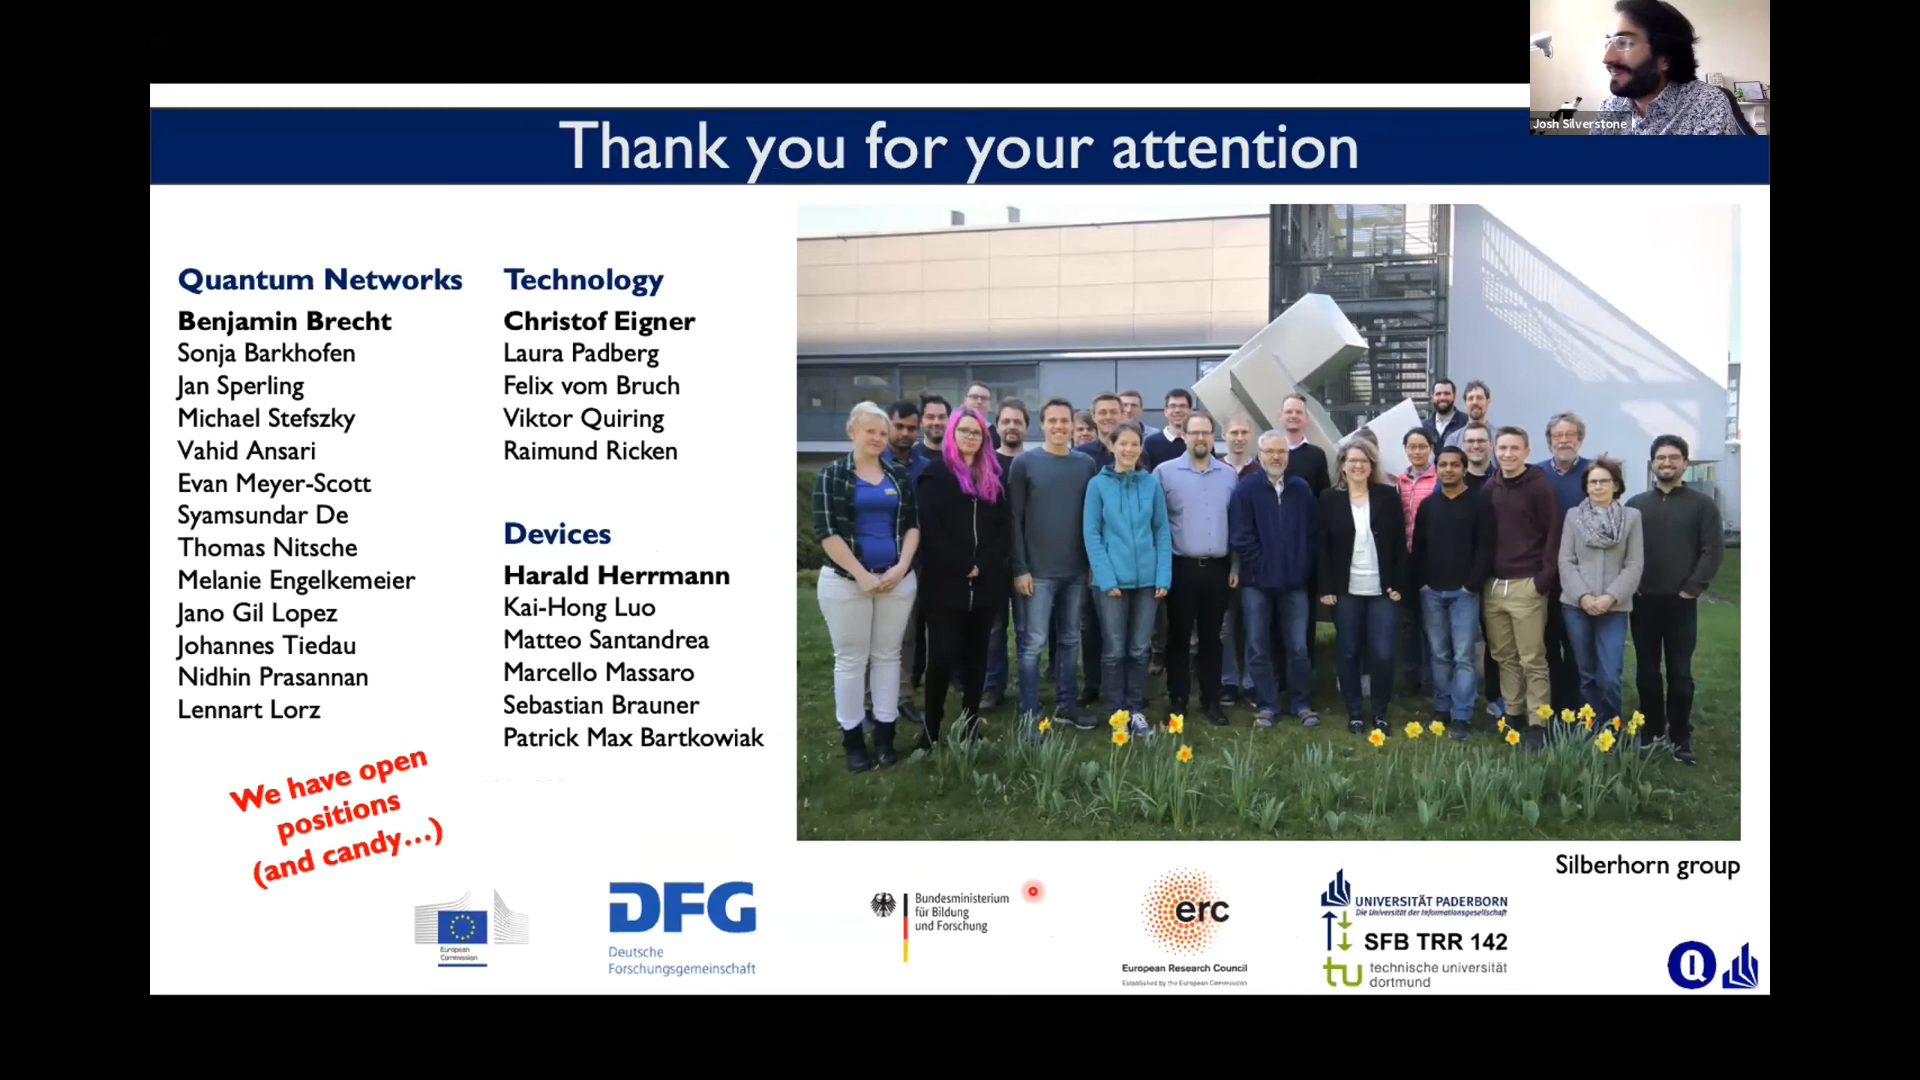 Josh Silverstone
Thank you for your attention
Quantum Networks
Benjamin Brecht
Sonja Barkhofen
Jan Sperling
Michael Stefszky
Vahid Ansari
Evan Meyer-Scott
Syamsundar De
Thomas Nitsche
Melanie Engelkemeier
Jano Gil Lopez
Johannes Tiedau
Nidhin Prasannan
Lennart Lorz
Technology
Christof Eigner
Laura Padberg
Felix vom Bruch
Viktor Quiring
Raimund Ricken
Devices
Harald Herrmann
Kai-Hong Luo
Matteo Santandrea
Marcello Massaro
Sebastian Brauner
Patrick Max Bartkowiak
We have open
positions
(and candy...)
Silberhorn group
European
Commission
DFG
Deutsche
Forschungsgemeinschaft
Bundesministerium
für Bildung
und Forschung
erc
European Research Council
Established by the European Commission
UNIVERSITÄT PADERBORN
Die Universität der Informationsgesellschaft
SFB TRR 142
tu technische universität
dortmund
Q